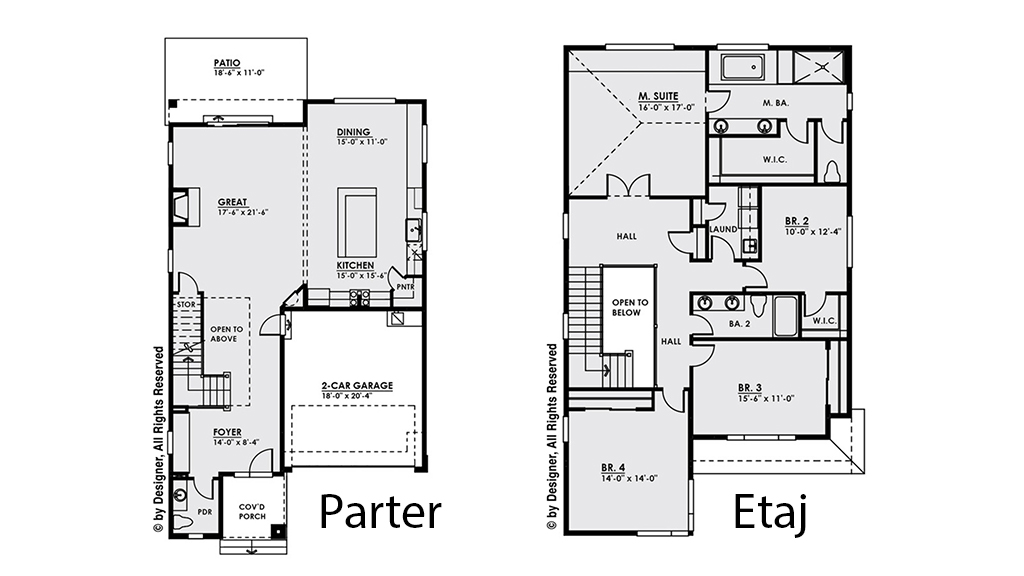 PATIO
18'-6" x 11'-0"
DINING
15'-0" x 11'-0"
GREAT
17'-6" x 21'-6"
KITCHEN
15'-0" x 15'-6"
PNTR
STOR
OPEN TO
ABOVE
2-CAR GARAGE
18'-0" x 20'-4"
FOYER
14'-0" x 8'-4"
PDR
COV'D
PORCH
© by Designer, All Rights Reserved
Parter
M. SUITE
16'-0" x 17'-0"
M. BA.
W.I.C.
HALL
LAUND
BR. 2
10'-0" x 12'-4"
OPEN TO
BELOW
BA. 2
W.I.C.
HALL
BR. 3
15'-6" x 11'-0"
BR. 4
14'-0" x 14'-0"
© by Designer, All Rights Reserved
Etaj